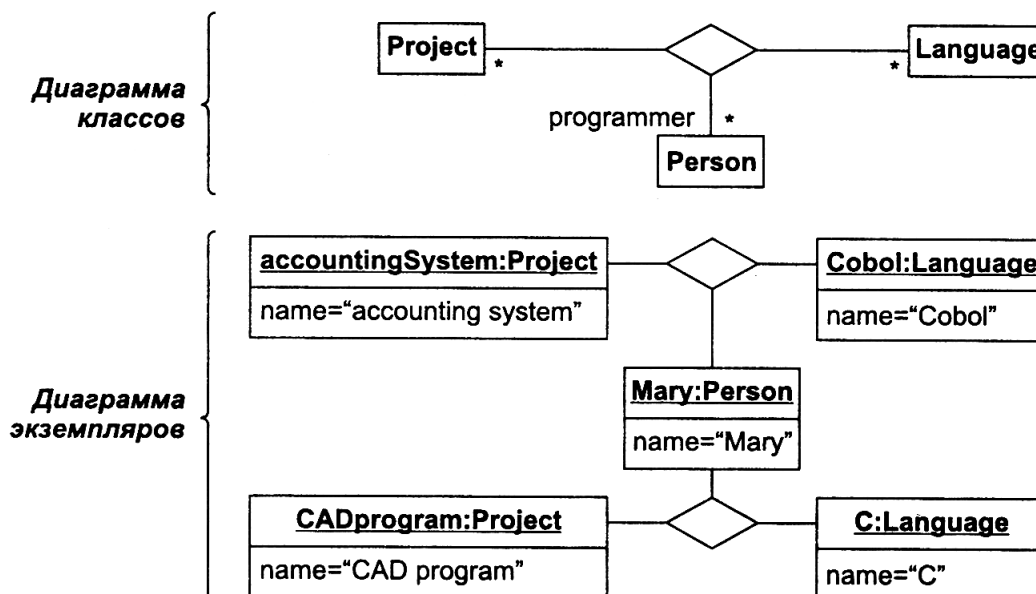 Диаграмма
классов
Project
*
*
Language
programmer *
Person
Диаграмма
экземпляров
accountingSystem:Project
name=“accounting system”
Cobol:Language
name=“Cobol”
Mary:Person
name=“Mary”
CADprogram:Project
name=“CAD program”
C:Language
name=“C”